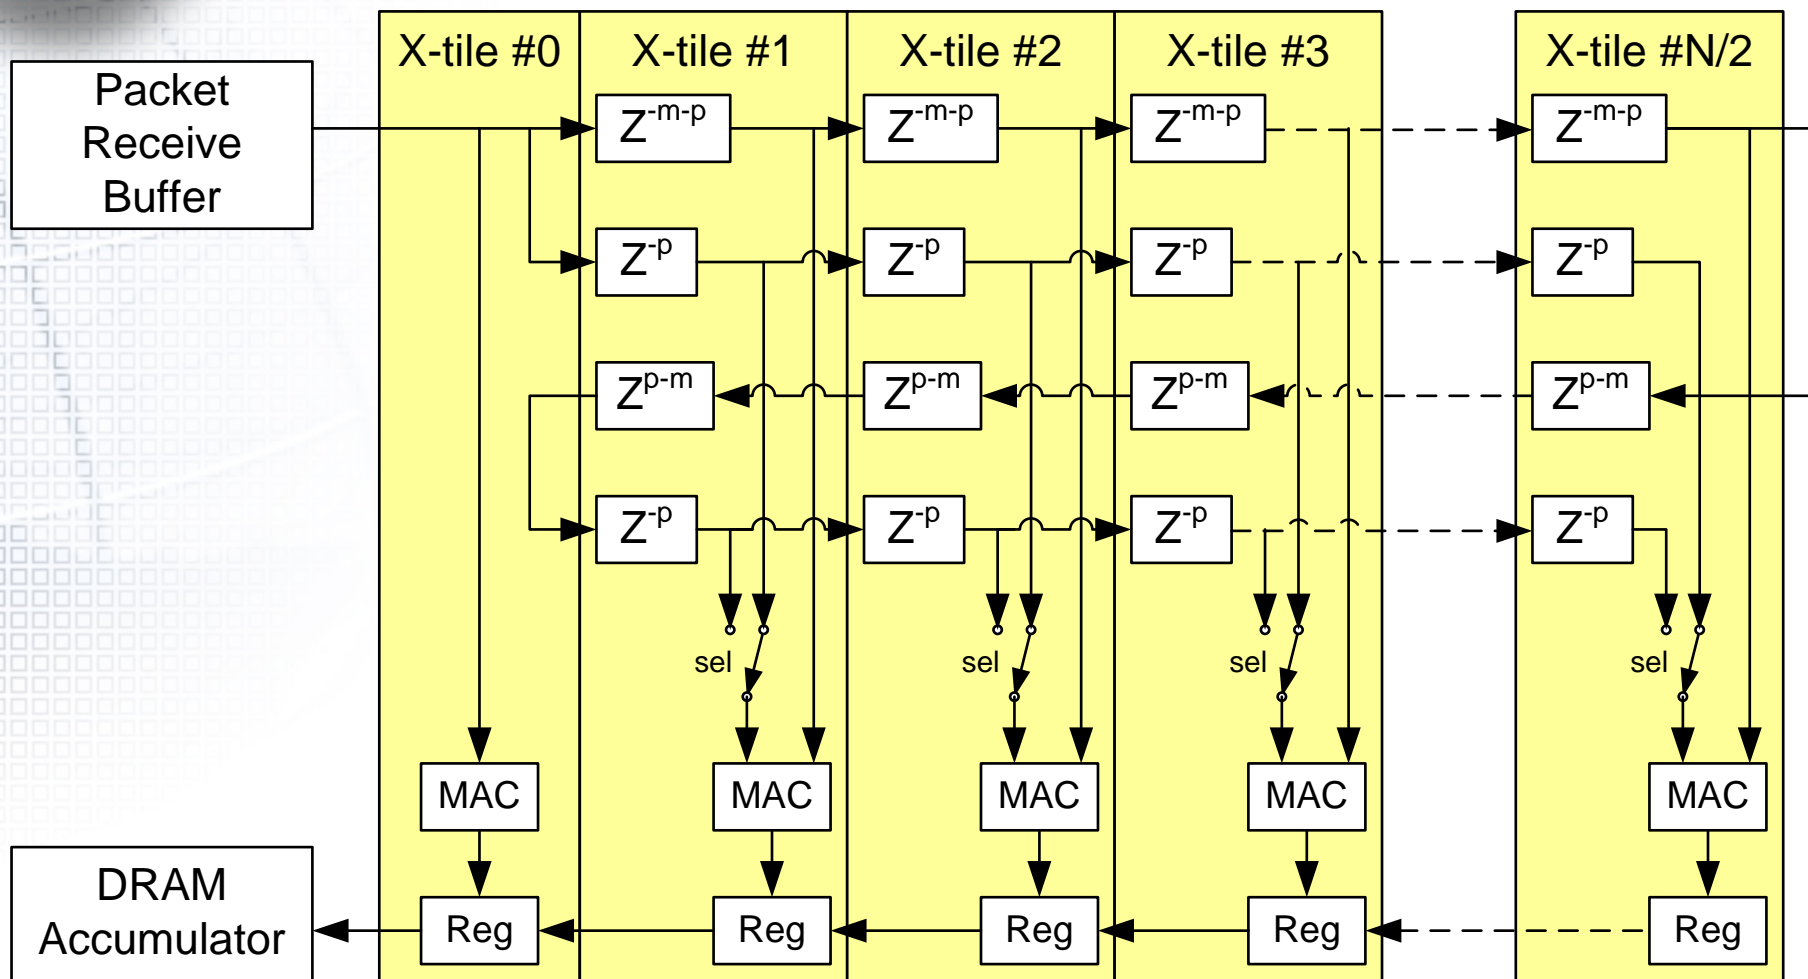 X-tile #0
X-tile #1
X-tile #2
X-tile #3
X-tile #N/2
Packet
Receive
Buffer
Z-m-p
Z-m-p
Z-m-p
Z-m-p
Z-p
Z-p
Z-p
Z-p
Zp-m
Zp-m
Zp-m
Zp-m
Z-p
Z-p
Z-p
Z-p
sel
sel
sel
sel
MAC
MAC
MAC
MAC
MAC
DRAM
Accumulator
Reg
Reg
Reg
Reg
Reg